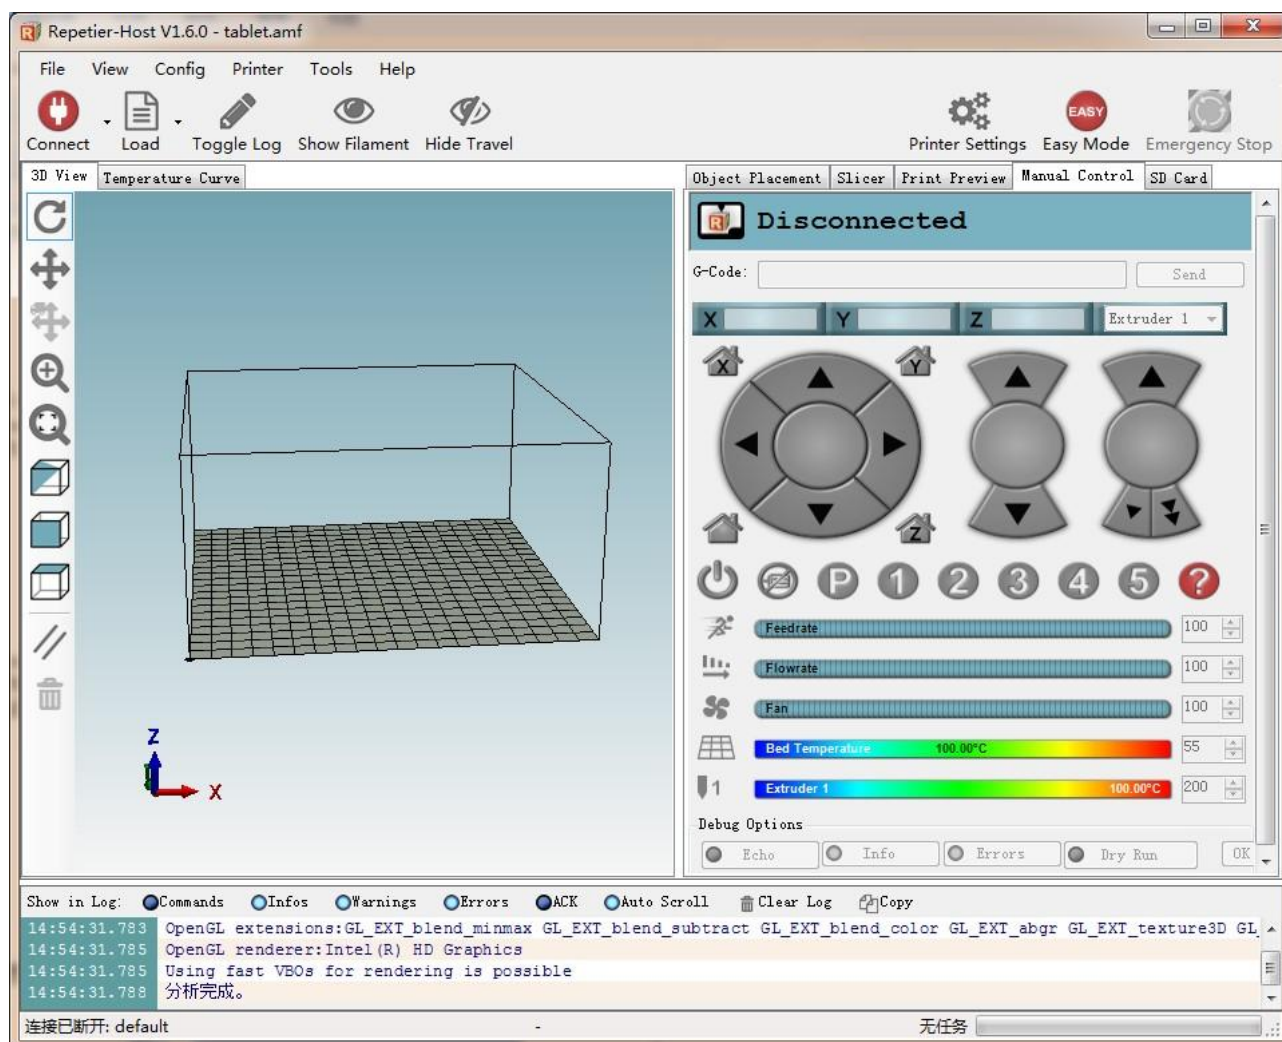 Repetier-Host V1.6.0 - tablet.amf
File View Config Printer Tools Help
Connect Load Toggle Log Show Filament Hide Travel Printer Settings EASY Easy Mode Emergency Stop
3D View Temperature Curve
Object Placement Slicer Print Preview Manual Control SD Card
R Disconnected
G-Code: Send
X Y Z Extruder 1
X Y
Z
P 1 2 3 4 5 ?
Feedrate 100
Flowrate 100
Fan 100
Bed Temperature 100.00°C 55
1 Extruder 1 100.00°C 200
Debug Options
Echo Info Errors Dry Run OK
Z
X
Show in Log: Commands Infos Warnings Errors ACK Auto Scroll Clear Log Copy
14:54:31.783 OpenGL extensions:GL_EXT_blend_minmax GL_EXT_blend_subtract GL_EXT_blend_color GL_EXT_abgr GL_EXT_texture3D GL_
14:54:31.785 OpenGL renderer:Intel(R) HD Graphics
14:54:31.785 Using fast VBOs for rendering is possible
14:54:31.788 分析完成。
连接已断开: default - 无任务